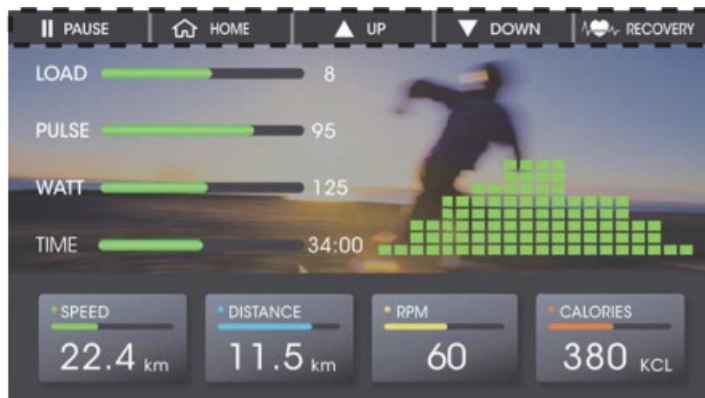 PAUSE HOME UP DOWN RECOVERY
LOAD 8
PULSE 95
WATT 125
TIME 34:00
SPEED DISTANCE RPM CALORIES
22.4 km 11.5 km 60 380 KCL